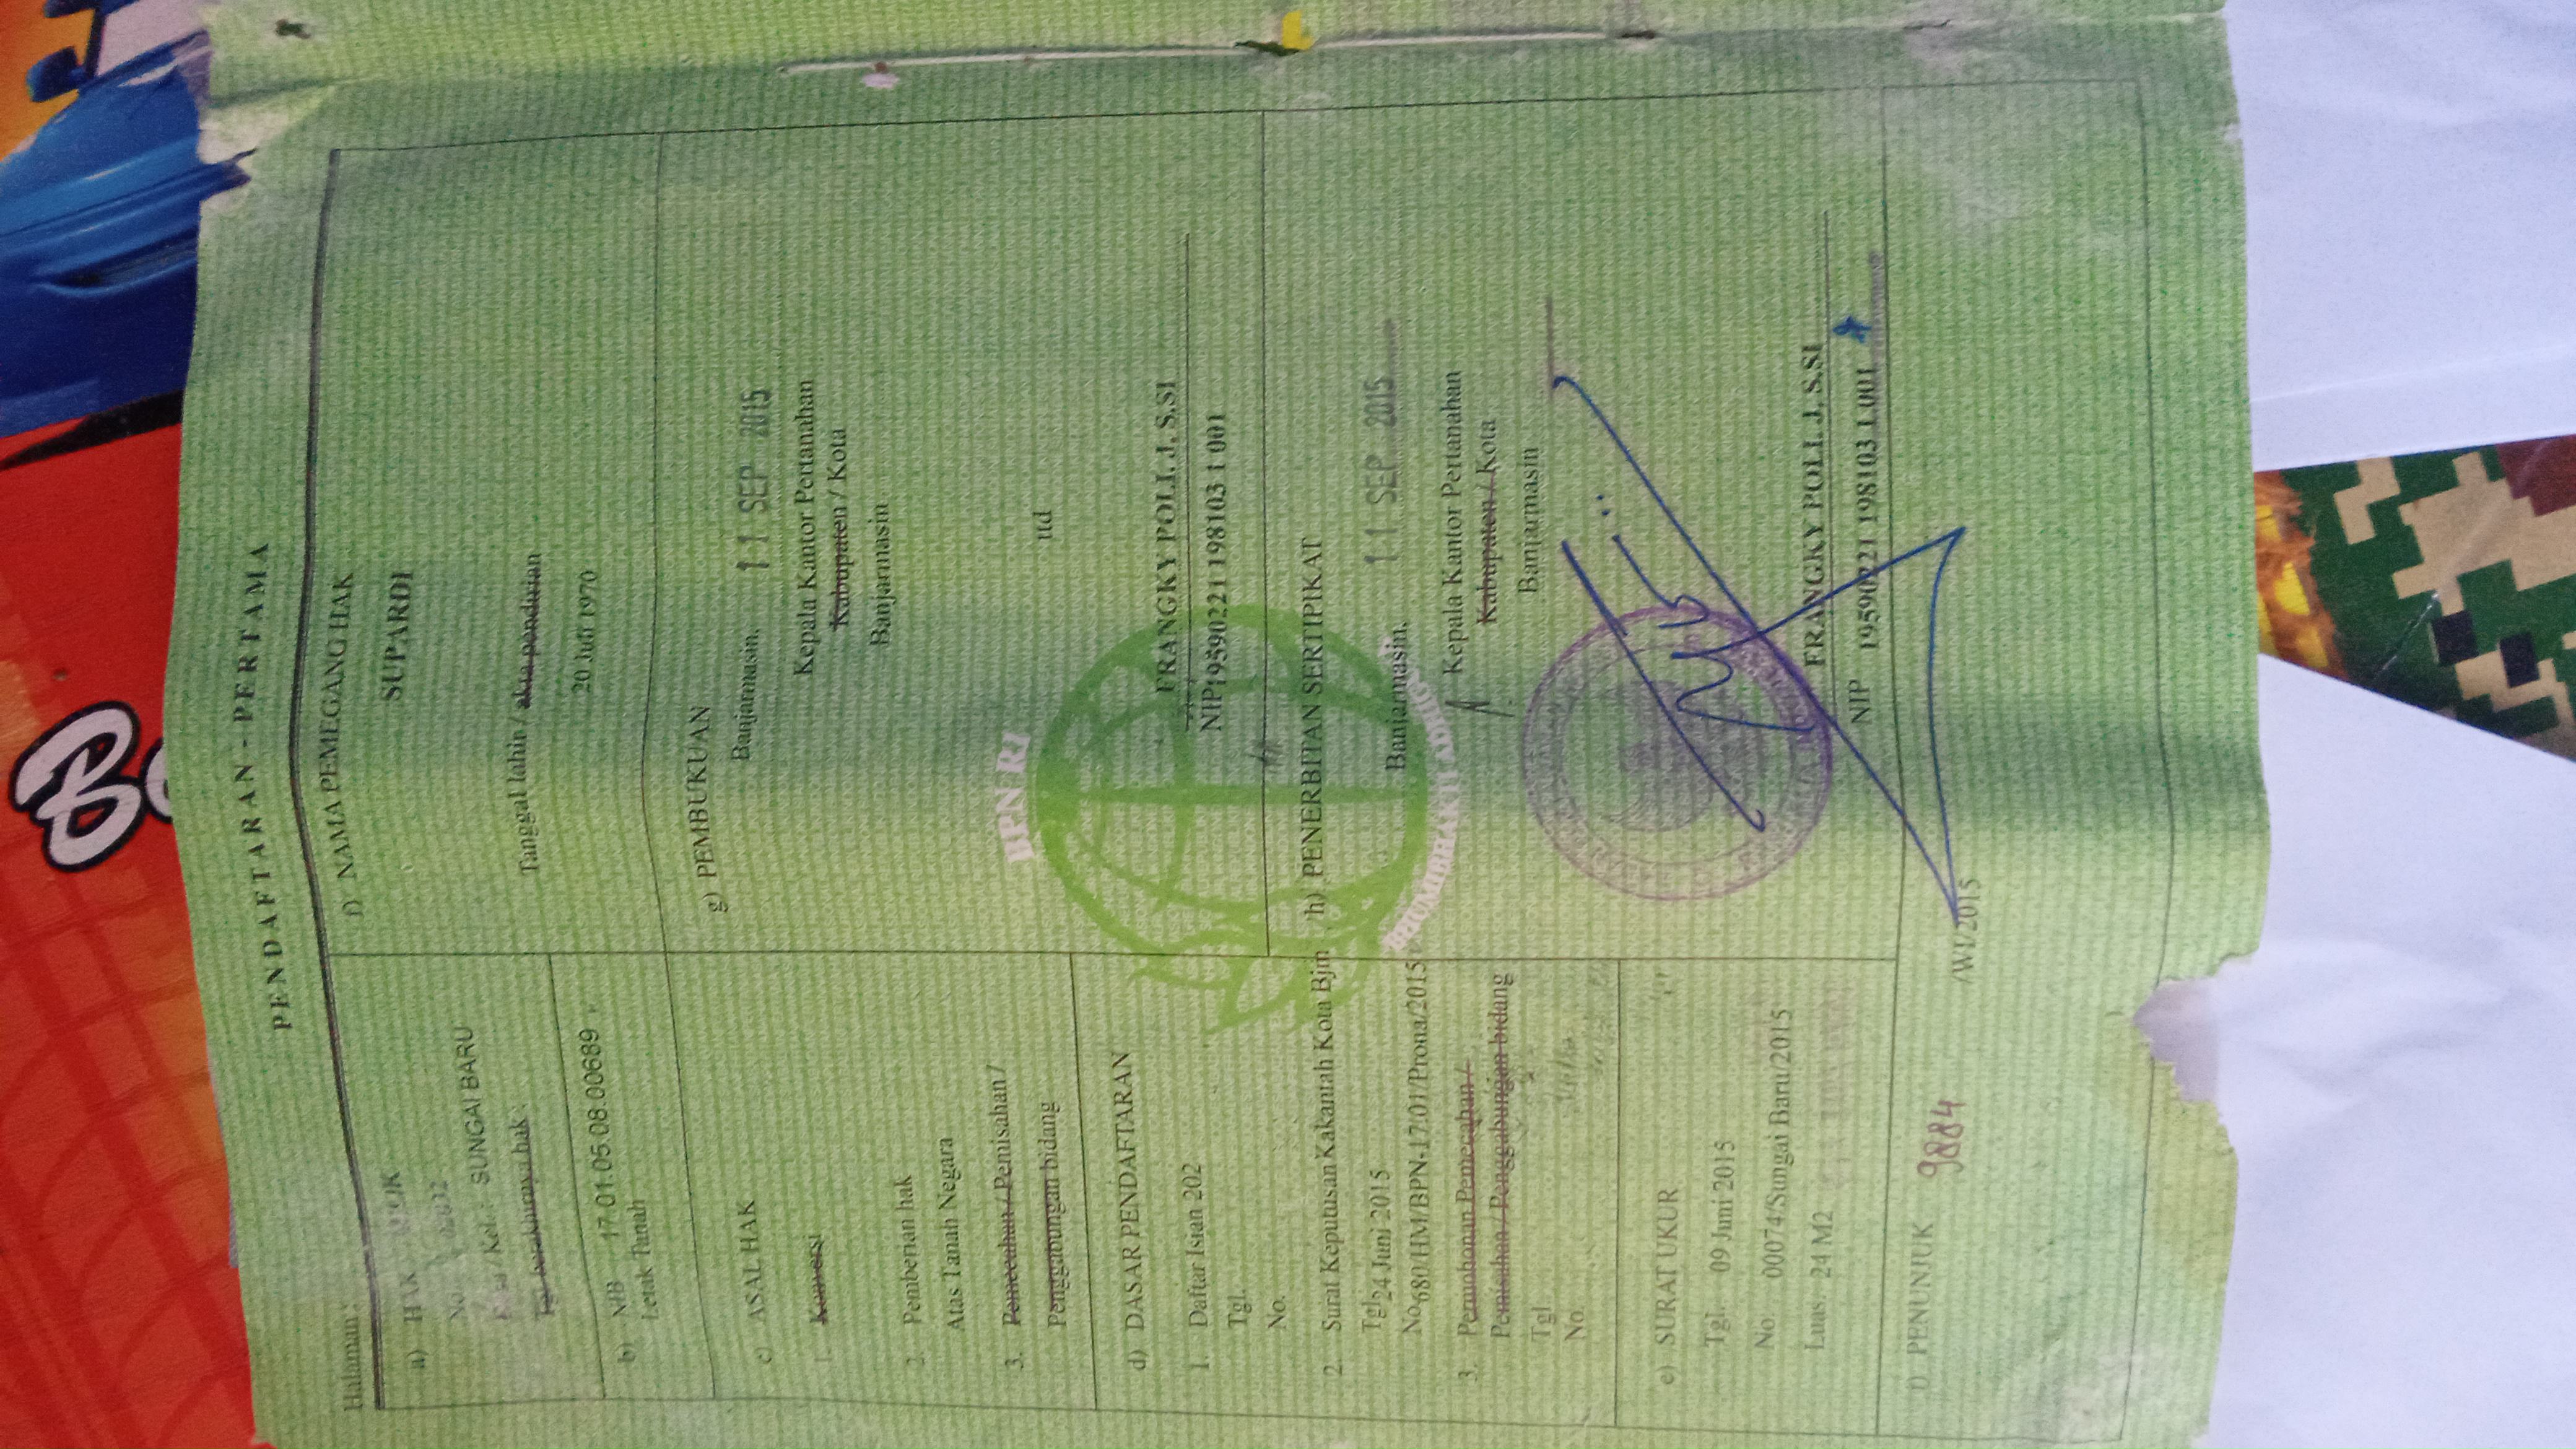 PENDAFTARAN - PERTAMA
Halaman :
a) HAK MILIK
No.
Kel. : SUNGAI BARU
Tgl. berakhirnya hak :
b) NIB 17.01.05.08.00689
Letak Tanah
c) ASAL HAK
1. Konversi
2. Pemberian hak
Atas Tanah Negara
3. Pemecahan / Pemisahan /
Penggabungan bidang
d) DASAR PENDAFTARAN
1. Daftar Isian 202
Tgl.
No.
2. Surat Keputusan Kakantah Kota Bjm
Tgl 24 Juni 2015
No 680/HM/BPN-17.01/Prona/2015
3. Permohonan Pemecahan /
Pemisahan / Penggabungan bidang
Tgl
No.
e) SURAT UKUR
Tgl. 09 Juni 2015
No. 00074/Sungai Baru/2015
Luas. 24 M2
f) NAMA PEMEGANG HAK
SUPARDI
Tanggal lahir / akta pendirian
20 Juli 1970
g) PEMBUKUAN
Banjarmasin, 11 SEP 2015
Kepala Kantor Pertanahan
Kabupaten / Kota
Banjarmasin
ttd
FRANGKY POLI. J, S.SI
NIP 19590221 198103 1 001
BPN RI
h) PENERBITAN SERTIPIKAT
Banjarmasin, 11 SEP 2015
Kepala Kantor Pertanahan
Kabupaten / Kota
Banjarmasin
FRANGKY POLI. J, S.SI
NIP 19590221 198103 1 001
i) PENUNJUK
9884 /WI/2015